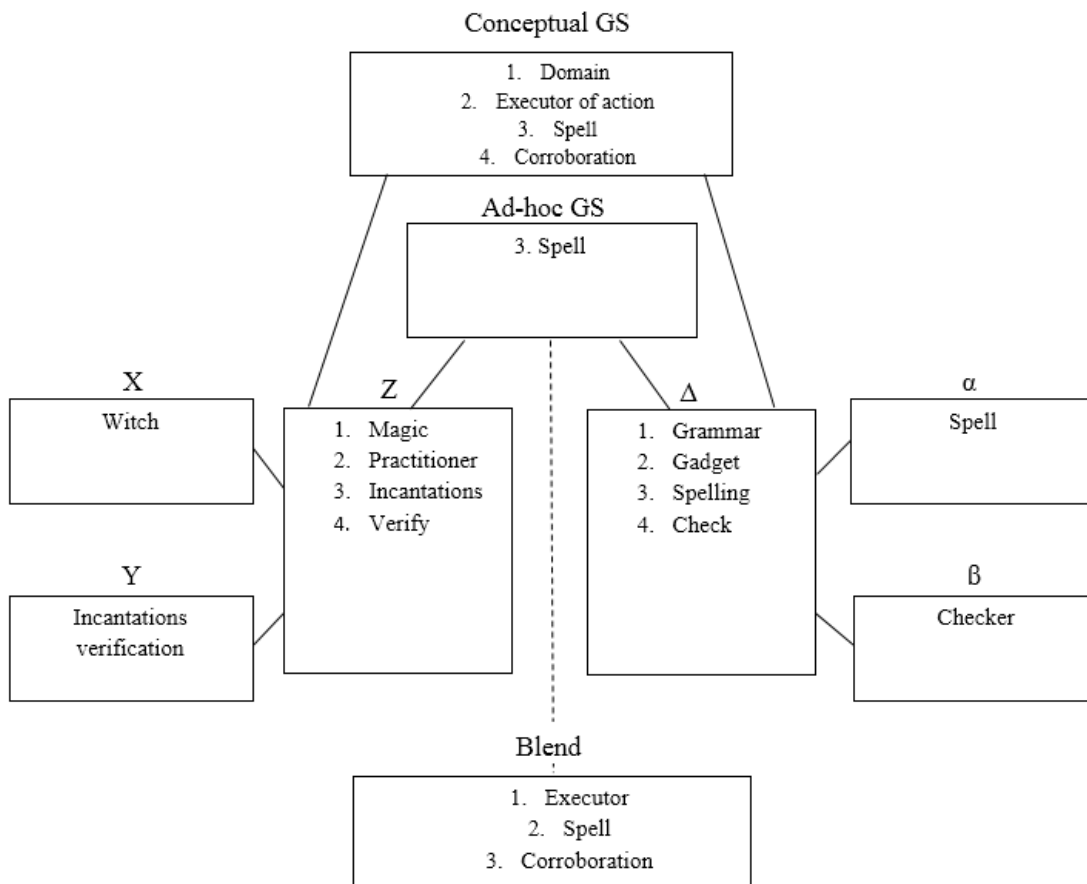 Conceptual GS
1. Domain
2. Executor of action
3. Spell
4. Corroboration
Ad-hoc GS
3. Spell
X
Witch
Z
1. Magic
2. Practitioner
3. Incantations
4. Verify
Δ
1. Grammar
2. Gadget
3. Spelling
4. Check
α
Spell
Y
Incantations
verification
β
Checker
Blend
1. Executor
2. Spell
3. Corroboration